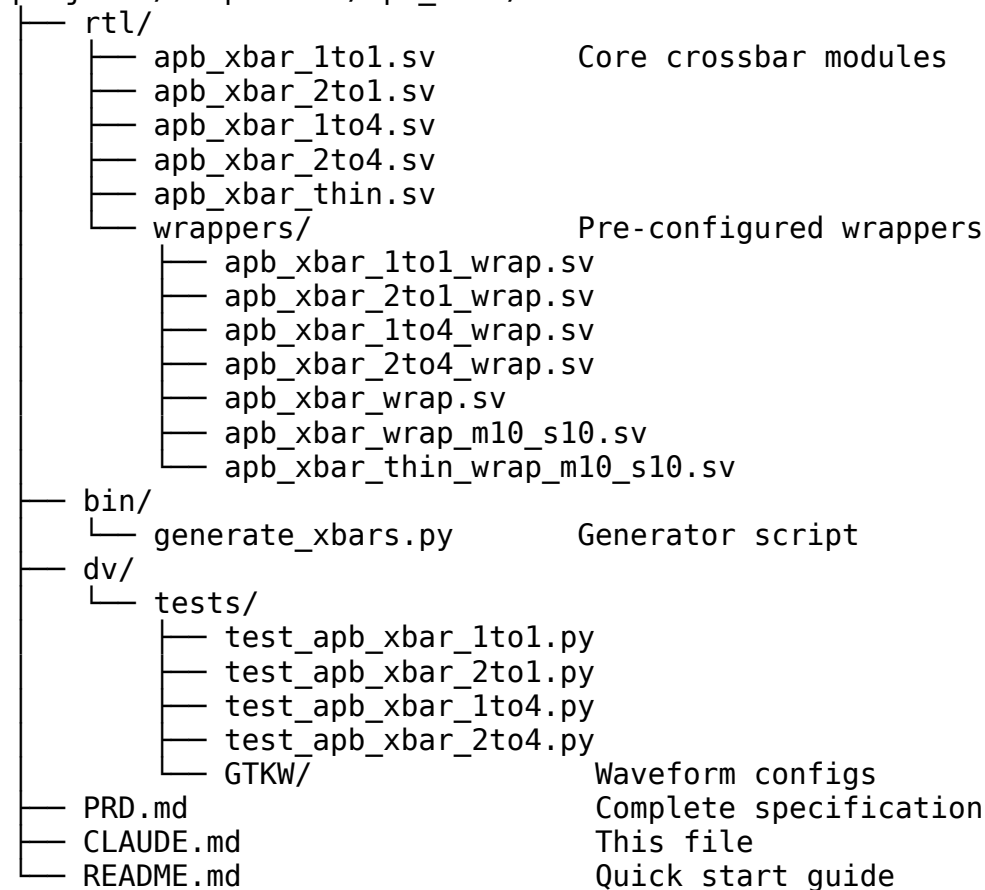 ├── rtl/
│   ├── apb_xbar_1to1.sv        Core crossbar modules
│   ├── apb_xbar_2to1.sv
│   ├── apb_xbar_1to4.sv
│   ├── apb_xbar_2to4.sv
│   ├── apb_xbar_thin.sv
│   └── wrappers/               Pre-configured wrappers
│       ├── apb_xbar_1to1_wrap.sv
│       ├── apb_xbar_2to1_wrap.sv
│       ├── apb_xbar_1to4_wrap.sv
│       ├── apb_xbar_2to4_wrap.sv
│       ├── apb_xbar_wrap.sv
│       ├── apb_xbar_wrap_m10_s10.sv
│       └── apb_xbar_thin_wrap_m10_s10.sv
├── bin/
│   └── generate_xbars.py       Generator script
├── dv/
│   └── tests/
│       ├── test_apb_xbar_1to1.py
│       ├── test_apb_xbar_2to1.py
│       ├── test_apb_xbar_1to4.py
│       ├── test_apb_xbar_2to4.py
│       └── GTKW/                Waveform configs
├── PRD.md                       Complete specification
├── CLAUDE.md                    This file
└── README.md                    Quick start guide